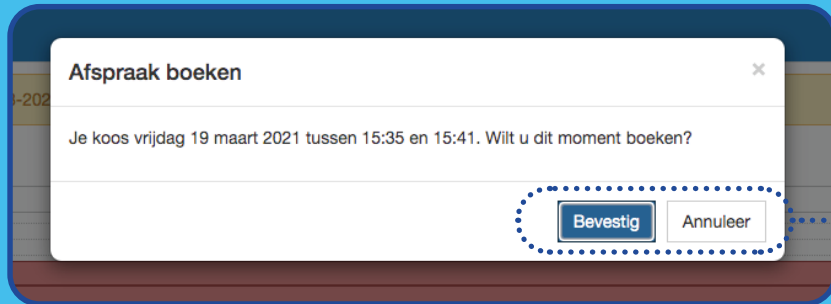 Afspraak boeken
×
-202
Je koos vrijdag 19 maart 2021 tussen 15:35 en 15:41. Wilt u dit moment boeken?
Bevestig
Annuleer